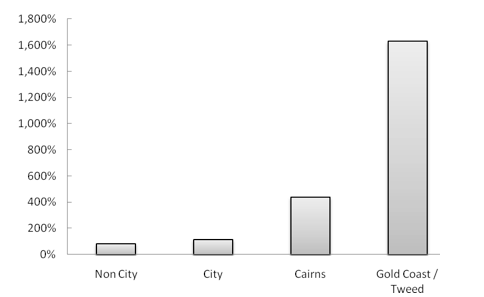 1,800%
1,600%
1,400%
1,200%
1,000%
800%
600%
400%
200%
0%
Non City
City
Cairns
Gold Coast /
Tweed